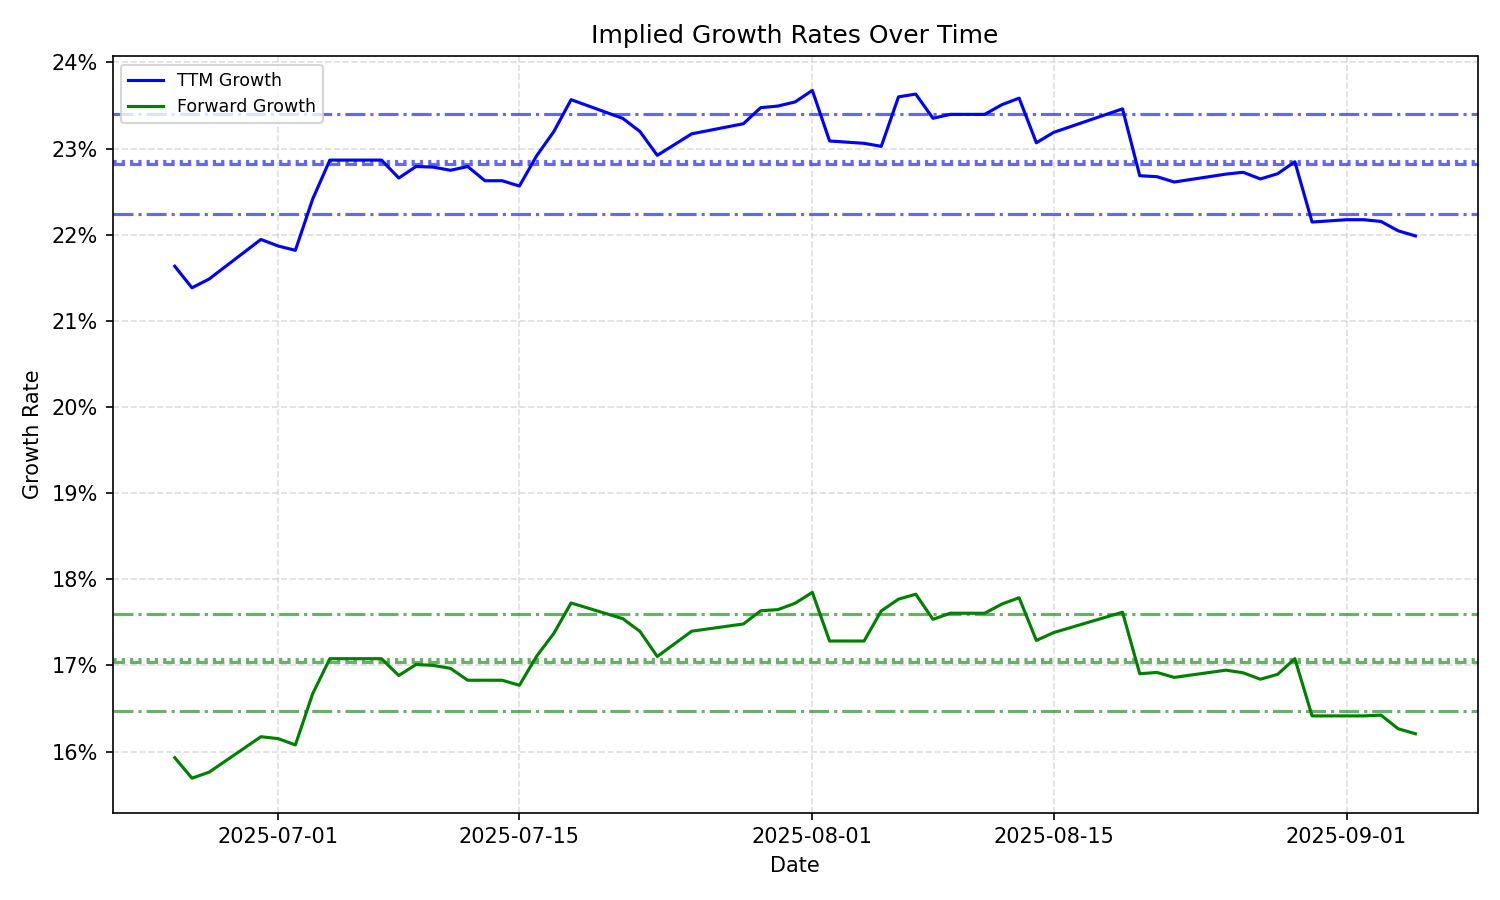 Implied Growth Rates Over Time
TTM Growth
Forward Growth
24%
23%
22%
21%
20%
19%
18%
17%
16%
Growth Rate
2025-07-01
2025-07-15
2025-08-01
2025-08-15
2025-09-01
Date